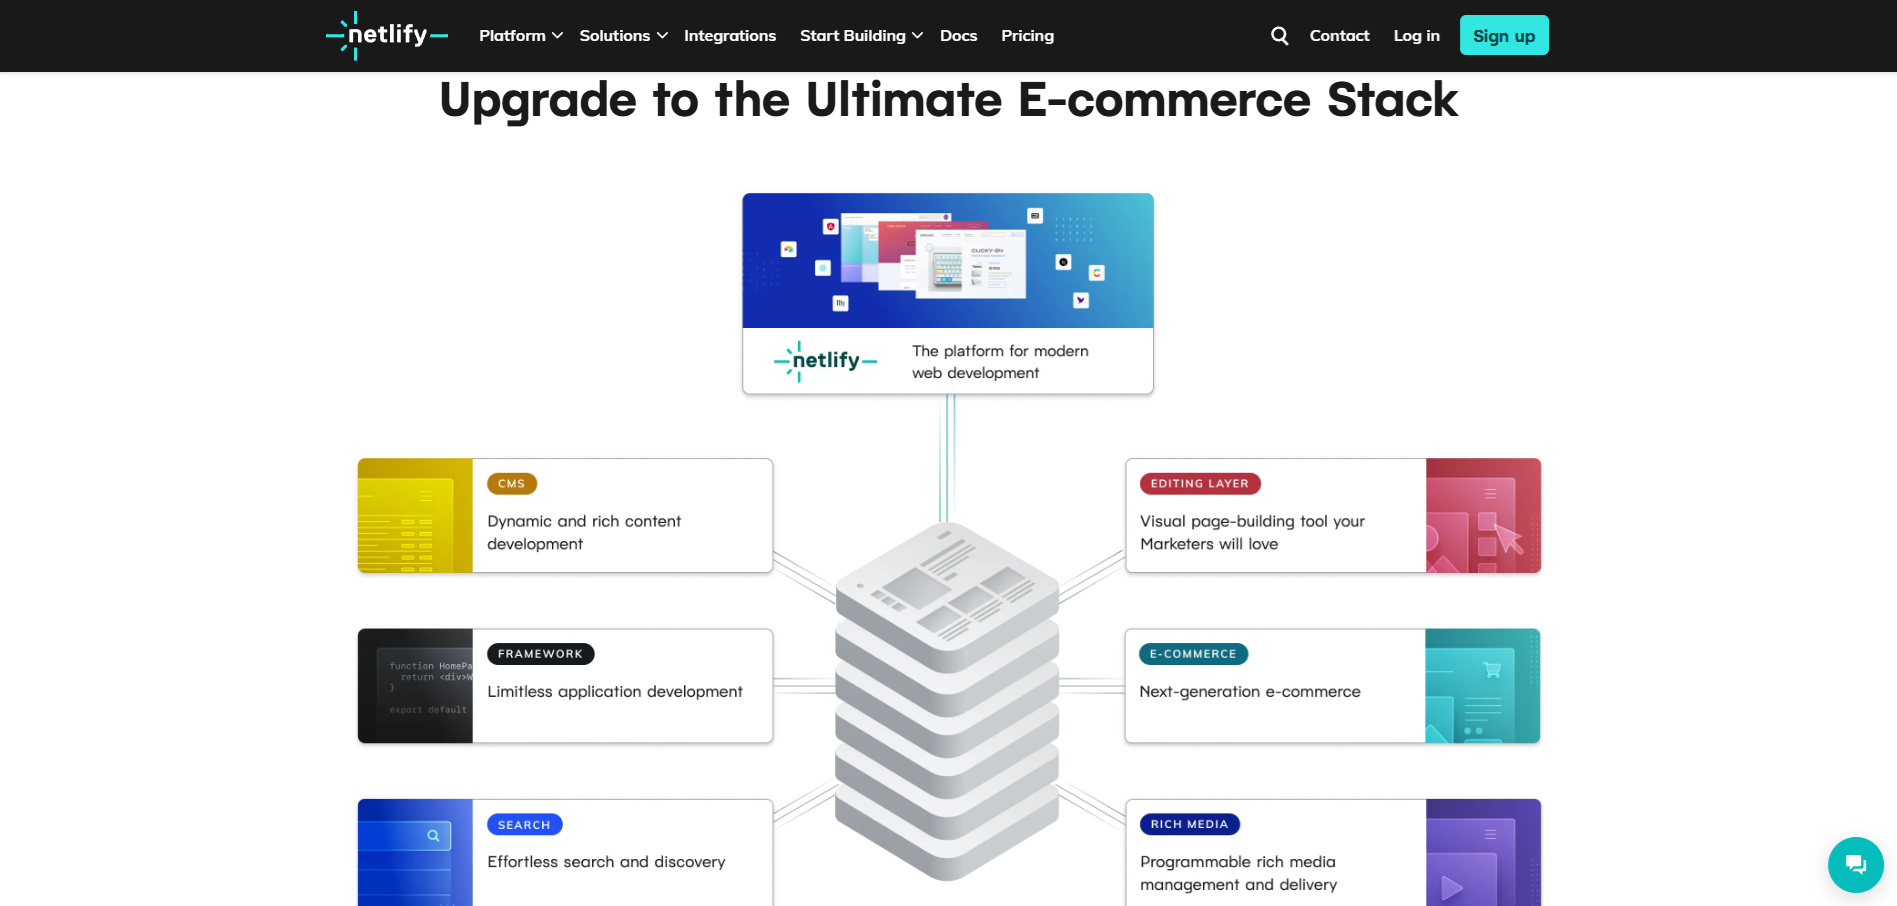 netlify
Platform
Solutions
Integrations
Start Building
Docs
Pricing
Contact
Log in
Sign up
Upgrade to the Ultimate E-commerce Stack
netlify
The platform for modern
web development
CMS
Dynamic and rich content
development
EDITING LAYER
Visual page-building tool your
Marketers will love
function HomePa
return <div>W
)
export default
FRAMEWORK
Limitless application development
E-COMMERCE
Next-generation e-commerce
SEARCH
Effortless search and discovery
RICH MEDIA
Programmable rich media
management and delivery